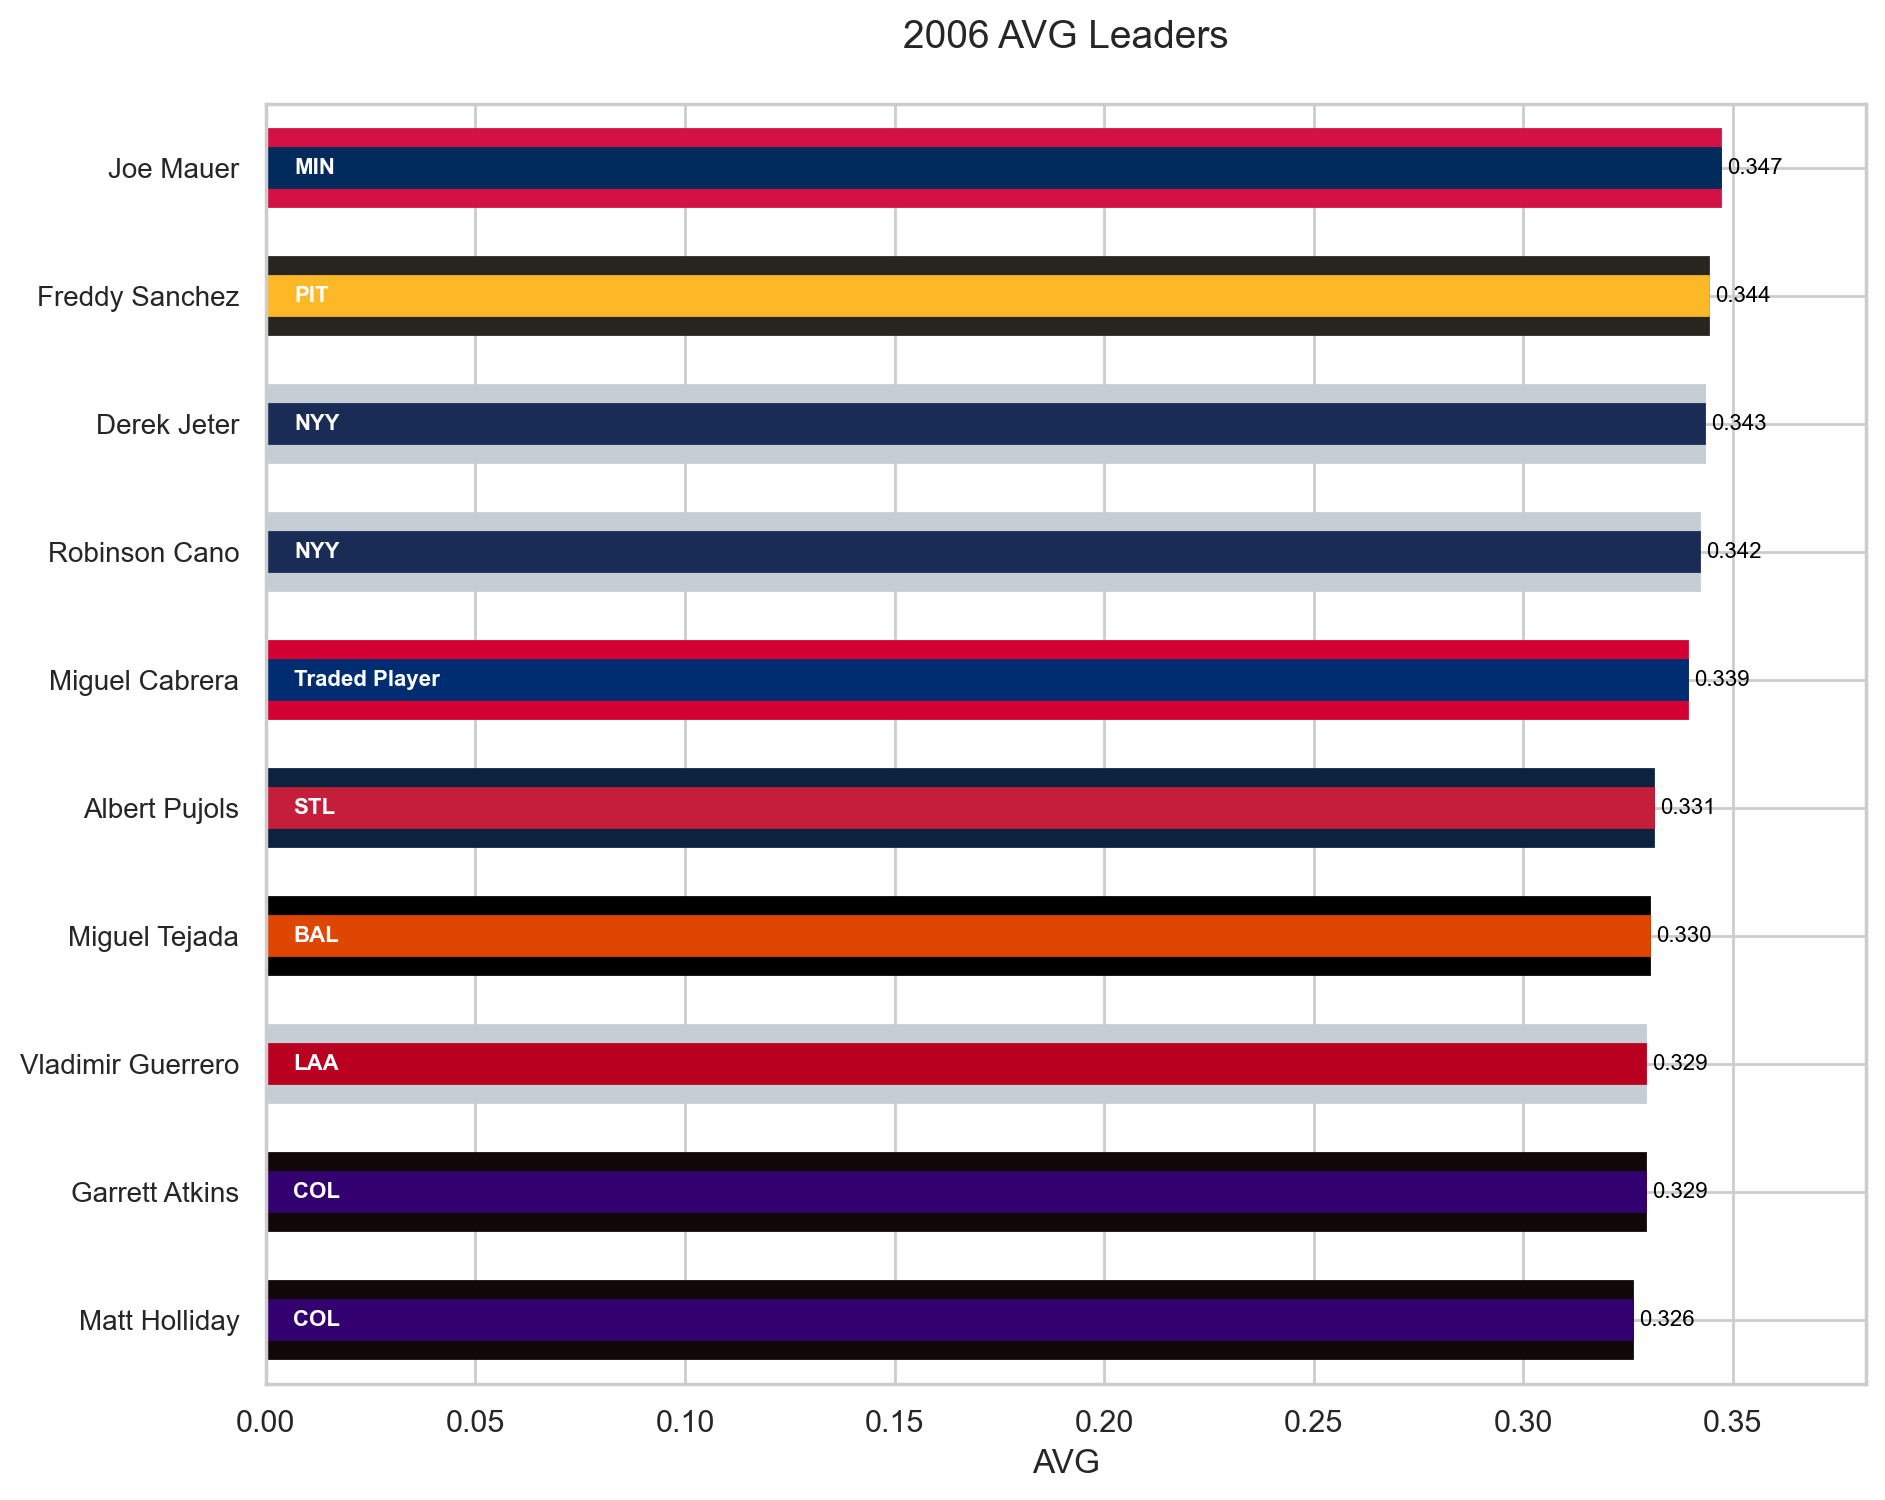 2006 AVG Leaders
Joe Mauer MIN 0.347
Freddy Sanchez PIT 0.344
Derek Jeter NYY 0.343
Robinson Cano NYY 0.342
Miguel Cabrera Traded Player 0.339
Albert Pujols STL 0.331
Miguel Tejada BAL 0.330
Vladimir Guerrero LAA 0.329
Garrett Atkins COL 0.329
Matt Holliday COL 0.326
0.00 0.05 0.10 0.15 0.20 0.25 0.30 0.35
AVG